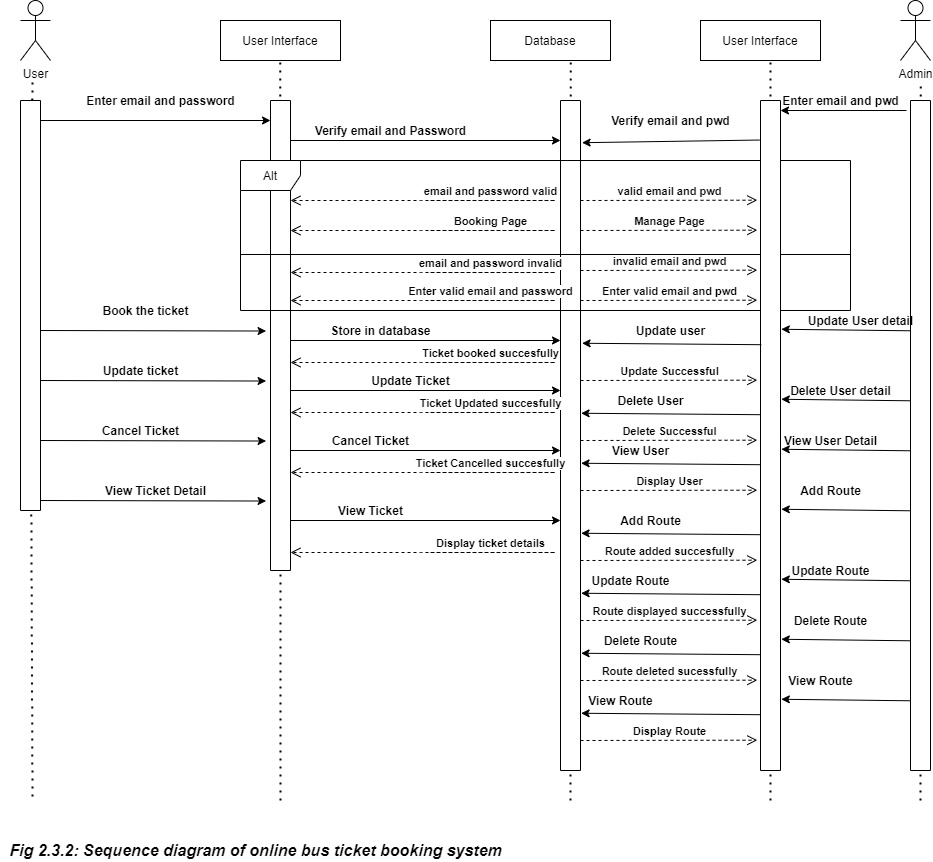 User
User Interface
Database
User Interface
Admin
Enter email and password
Enter email and pwd
Verify email and Password
Verify email and pwd
Alt
email and password valid
valid email and pwd
Booking Page
Manage Page
email and password invalid
invalid email and pwd
Enter valid email and password
Enter valid email and pwd
Book the ticket
Update User detail
Store in database
Update user
Ticket booked succesfully
Update ticket
Update Successful
Update Ticket
Delete User detail
Ticket Updated succesfully
Delete User
Cancel Ticket
Delete Successful
Cancel Ticket
View User Detail
View User
Ticket Cancelled succesfully
Display User
View Ticket Detail
Add Route
View Ticket
Add Route
Display ticket details
Route added succesfully
Update Route
Update Route
Route displayed successfully
Delete Route
Delete Route
Route deleted sucessfully
View Route
View Route
Display Route
Fig 2.3.2: Sequence diagram of online bus ticket booking system